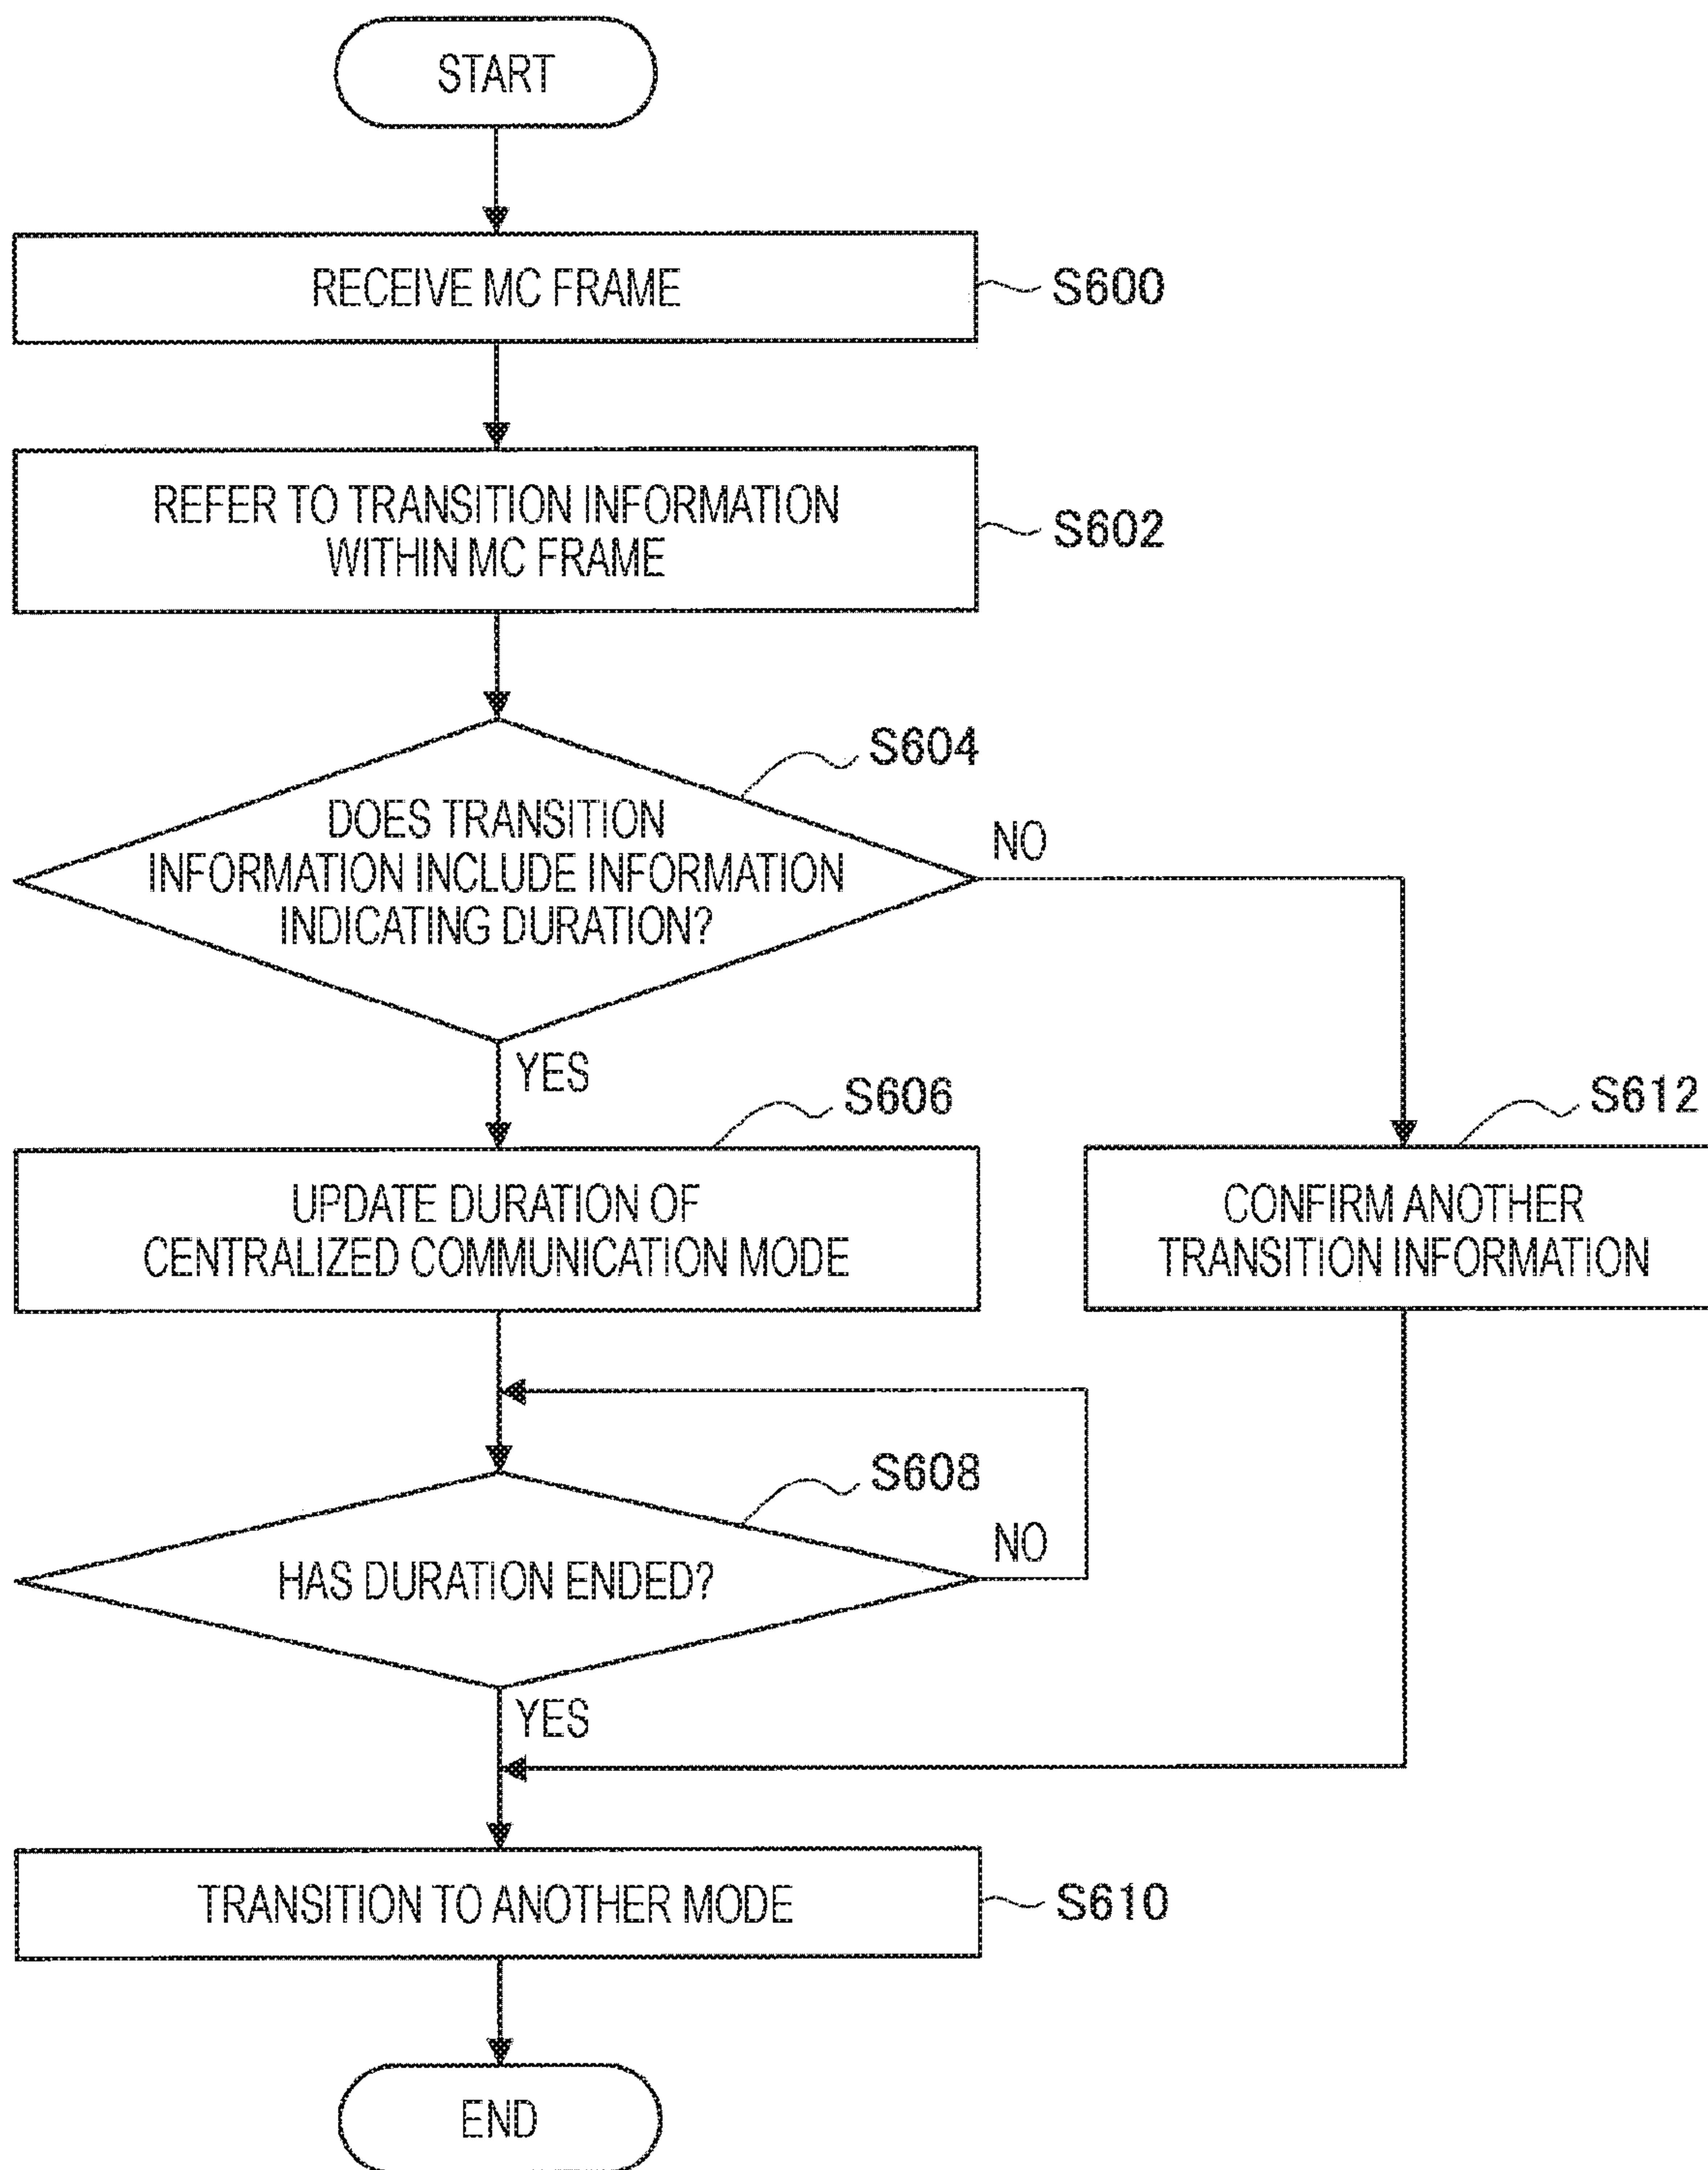 START
RECEIVE MC FRAME
S600
REFER TO TRANSITION INFORMATION
WITHIN MC FRAME
S602
S604
DOES TRANSITION
INFORMATION INCLUDE INFORMATION
INDICATING DURATION?
NO
YES
S606
S612
UPDATE DURATION OF
CENTRALIZED COMMUNICATION MODE
CONFIRM ANOTHER
TRANSITION INFORMATION
S608
HAS DURATION ENDED?
NO
YES
TRANSITION TO ANOTHER MODE
S610
END